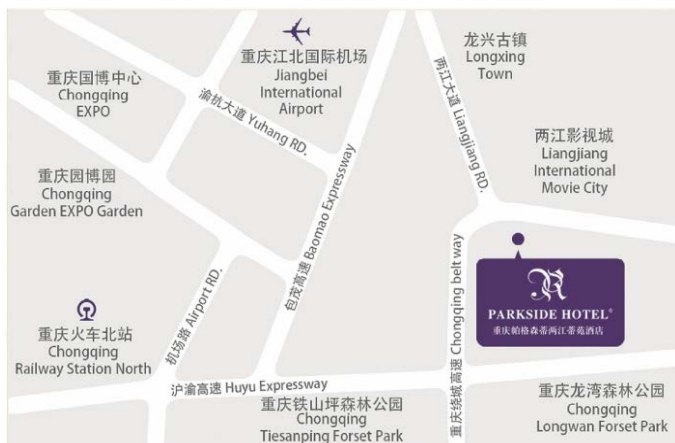 重庆江北国际机场
Jiangbei
International
Airport
龙兴古镇
Longxing
Town
重庆国博中心
Chongqing
EXPO
渝杭大道 Yuhang RD.
两江大道 Liangjiang RD.
两江影视城
Liangjiang
International
Movie City
重庆园博园
Chongqing
Garden EXPO Garden
包茂高速 Baomao Expressway
机场路 Airport RD.
重庆绕城高速 Chongqing belt way
R
PARKSIDE HOTEL®
重庆帕格森蒂两江蒂苑酒店
重庆火车北站
Chongqing
Railway Station North
沪渝高速 Huyu Expressway
重庆铁山坪森林公园
Chongqing
Tiesanping Forset Park
重庆龙湾森林公园
Chongqing
Longwan Forset Park